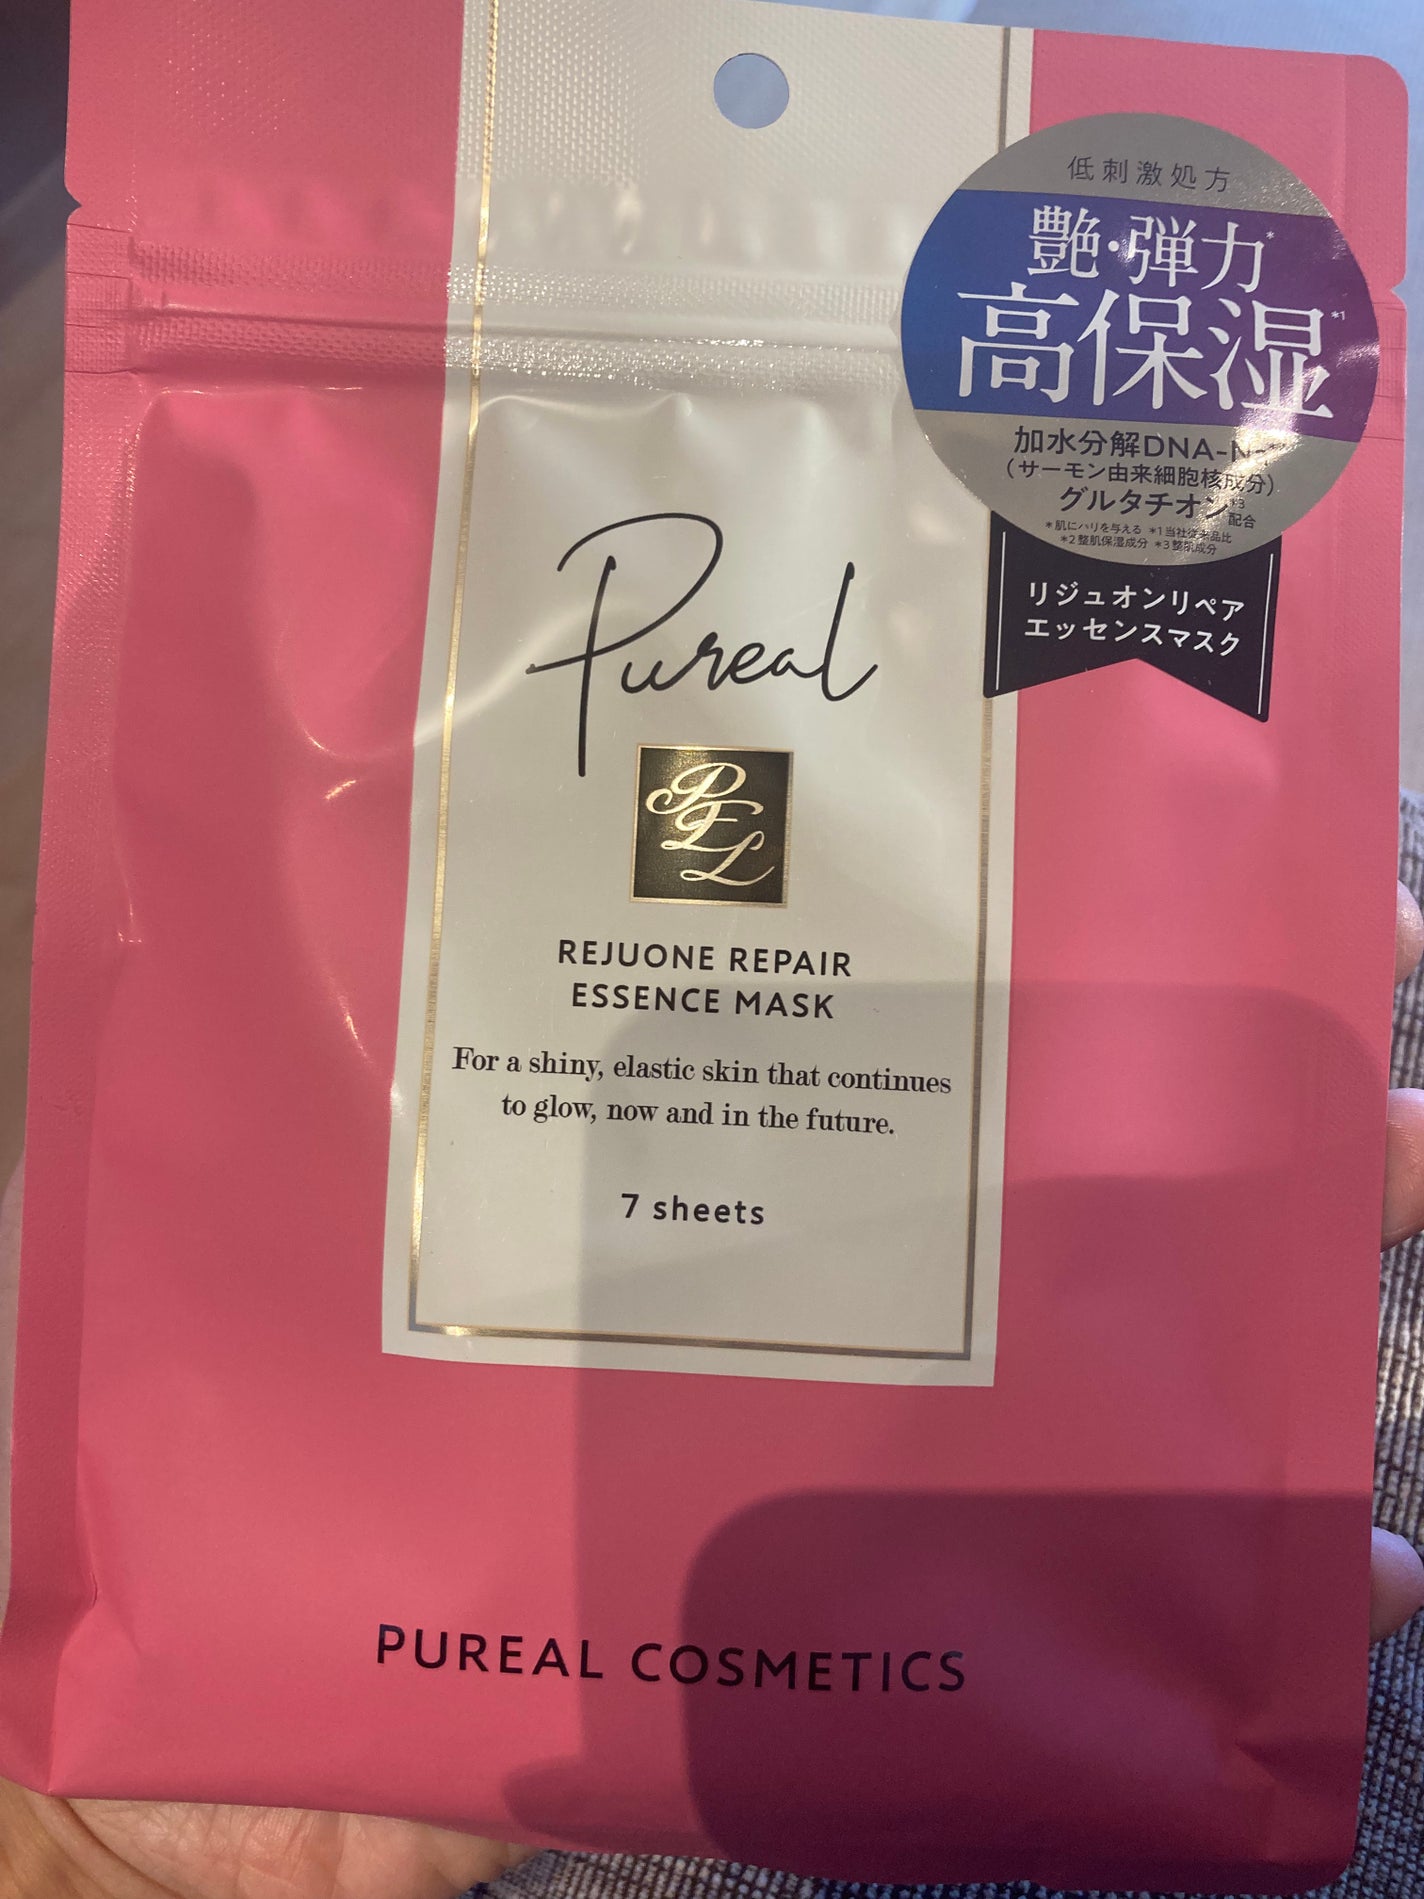 低刺激処方
艶・弾力*
高保湿*1
加水分解DNA-N
(サーモン由来細胞核成分)
グルタチオン*3
配合
*肌にハリを与える *1当社従来品比
*2整肌保湿成分 *3整肌成分
リジュオンリペア
エッセンスマスク
Pureal
PEL
REJUONE REPAIR
ESSENCE MASK
For a shiny, elastic skin that continues
to glow, now and in the future.
7 sheets
PUREAL COSMETICS